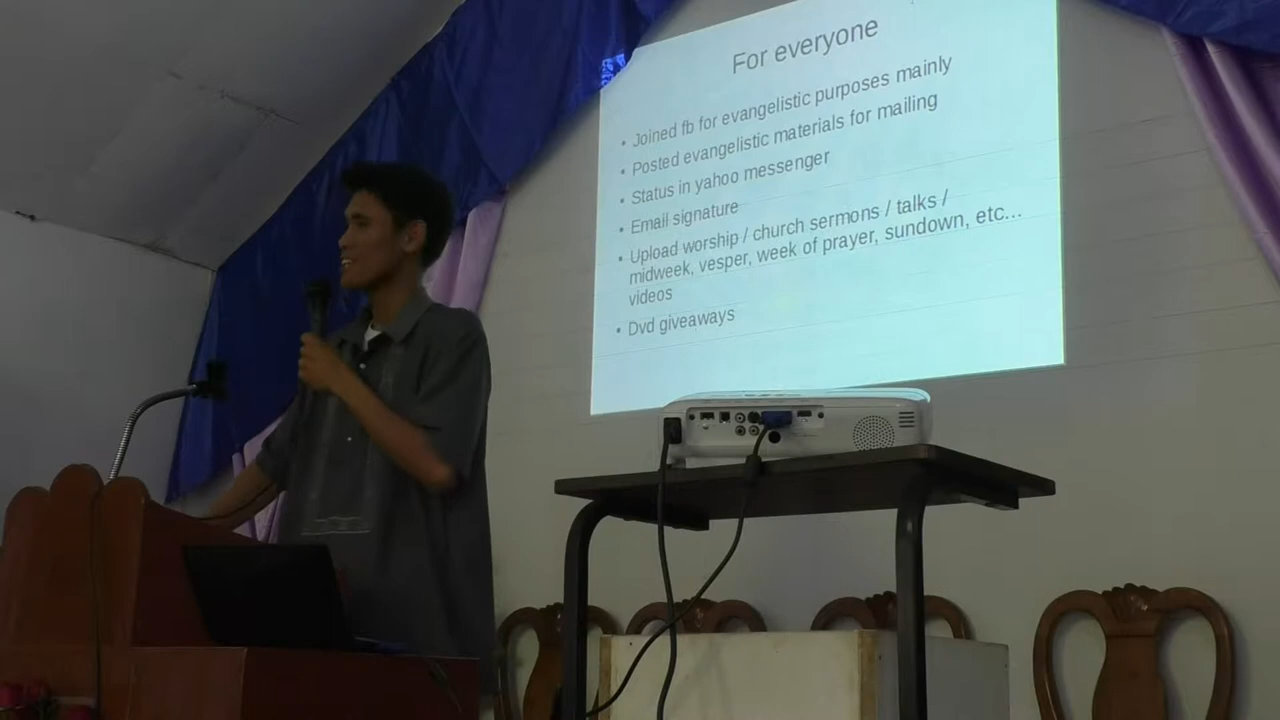 For everyone
• Joined fb for evangelistic purposes mainly
• Posted evangelistic materials for mailing
• Status in yahoo messenger
• Email signature
• Upload worship / church sermons / talks /
midweek, vesper, week of prayer, sundown, etc...
videos
• Dvd giveaways